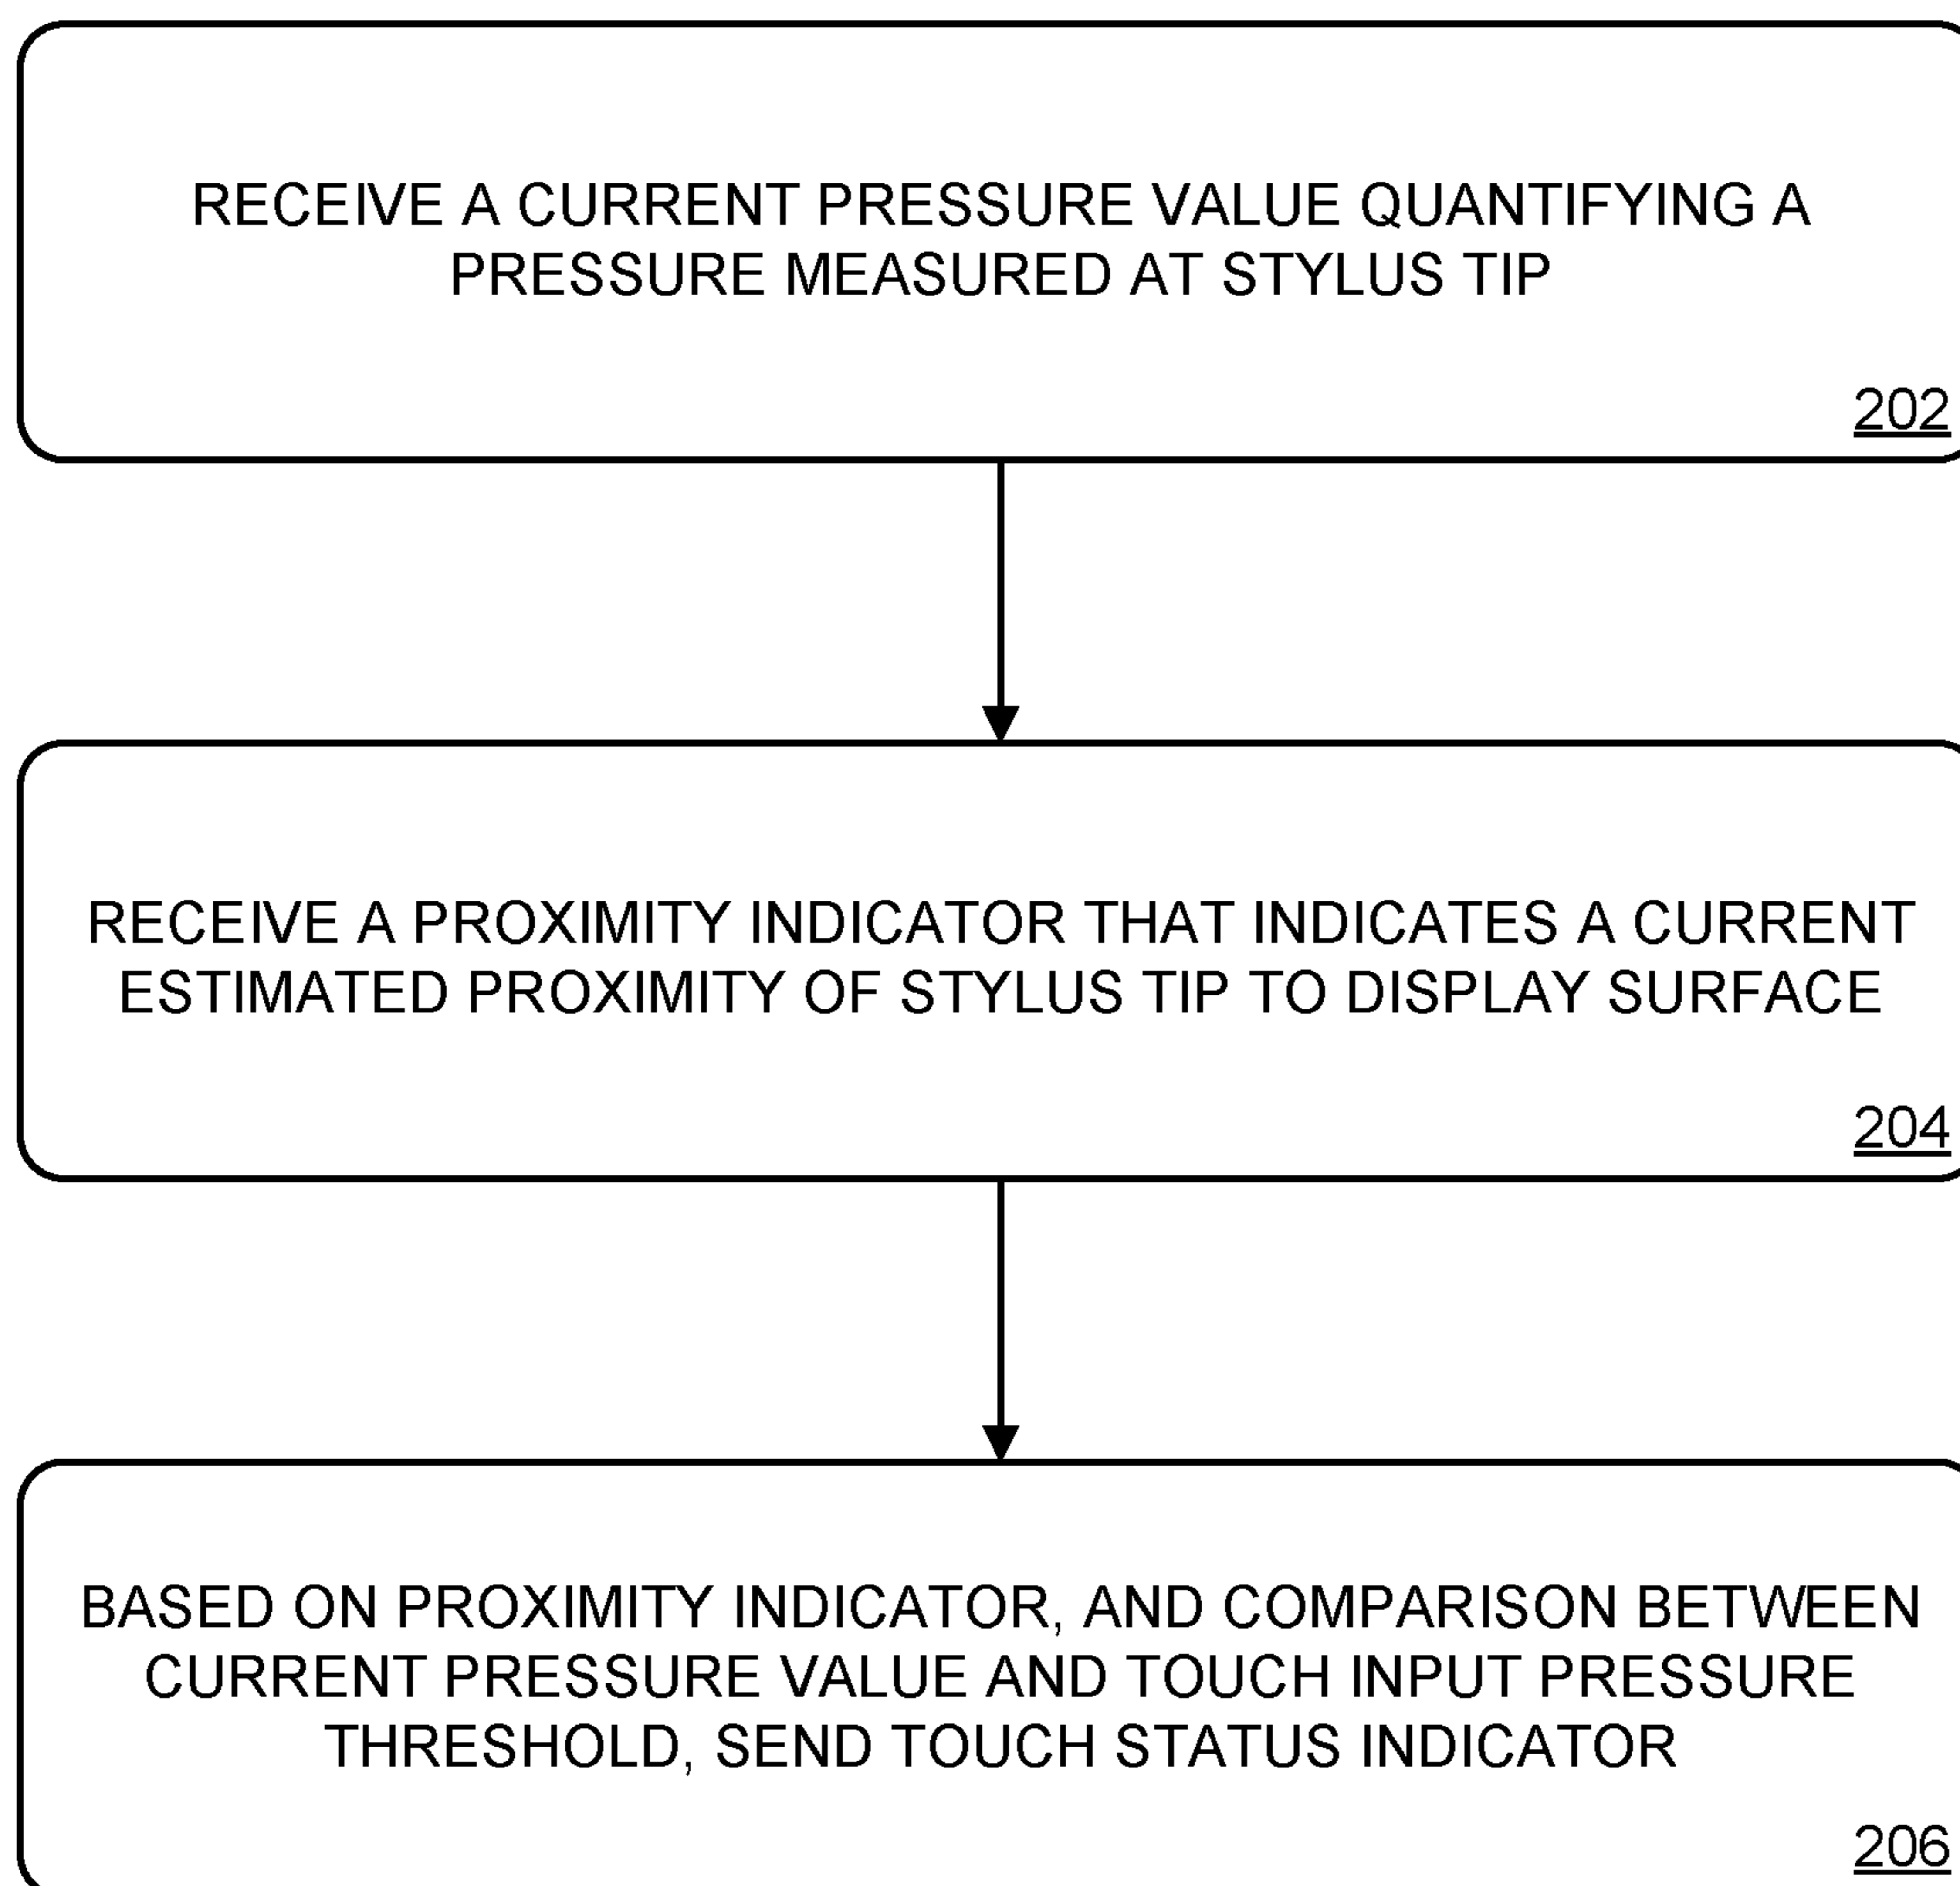 RECEIVE A CURRENT PRESSURE VALUE QUANTIFYING A
PRESSURE MEASURED AT STYLUS TIP
202
RECEIVE A PROXIMITY INDICATOR THAT INDICATES A CURRENT
ESTIMATED PROXIMITY OF STYLUS TIP TO DISPLAY SURFACE
204
BASED ON PROXIMITY INDICATOR, AND COMPARISON BETWEEN
CURRENT PRESSURE VALUE AND TOUCH INPUT PRESSURE
THRESHOLD, SEND TOUCH STATUS INDICATOR
206